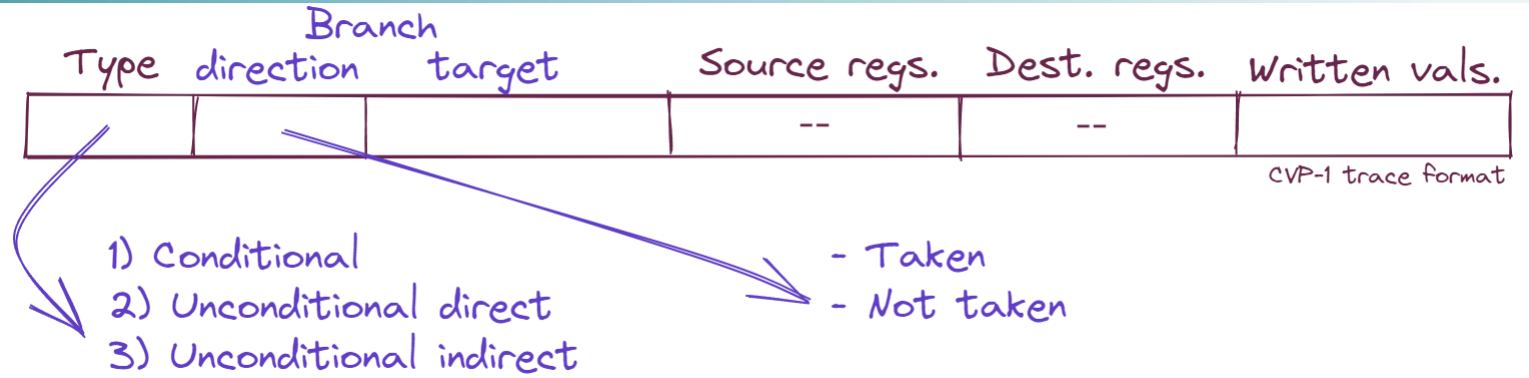 Branch
Type direction target Source regs. Dest. regs. Written vals.
-- --
CVP-1 trace format
1) Conditional
2) Unconditional direct
3) Unconditional indirect
- Taken
- Not taken